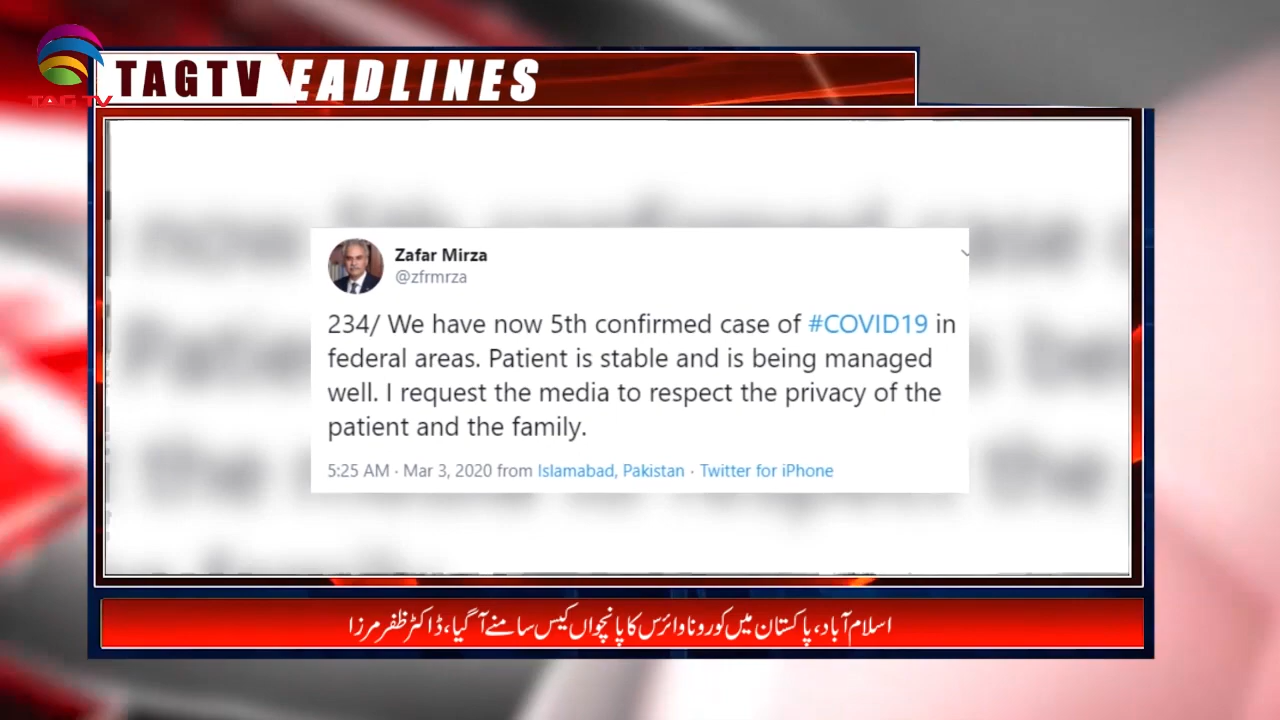 TAG TV
TAGTV EADLINES
Zafar Mirza
@zfrmrza
234/ We have now 5th confirmed case of #COVID19 in
federal areas. Patient is stable and is being managed
well. I request the media to respect the privacy of the
patient and the family.
5:25 AM · Mar 3, 2020 from Islamabad, Pakistan · Twitter for iPhone
اسلام آباد، پاکستان میں کورونا وائرس کا پانچواں کیس سامنے آ گیا، ڈاکٹر ظفر مرزا